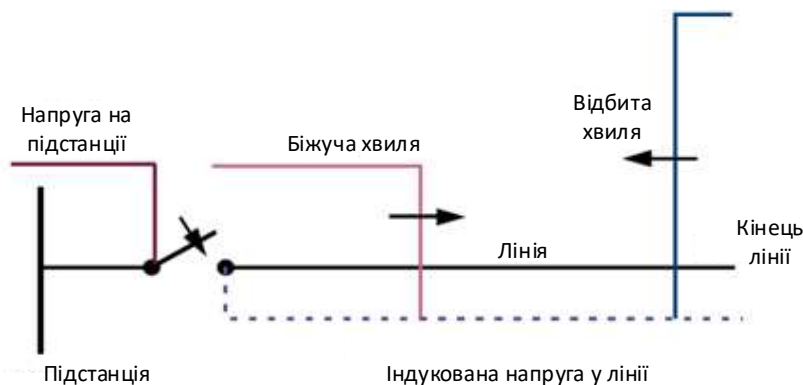 Напруга на
підстанції
Біжуча хвиля
Відбита
хвиля
Лінія
Кінець
лінії
Підстанція
Індукована напруга у лінії